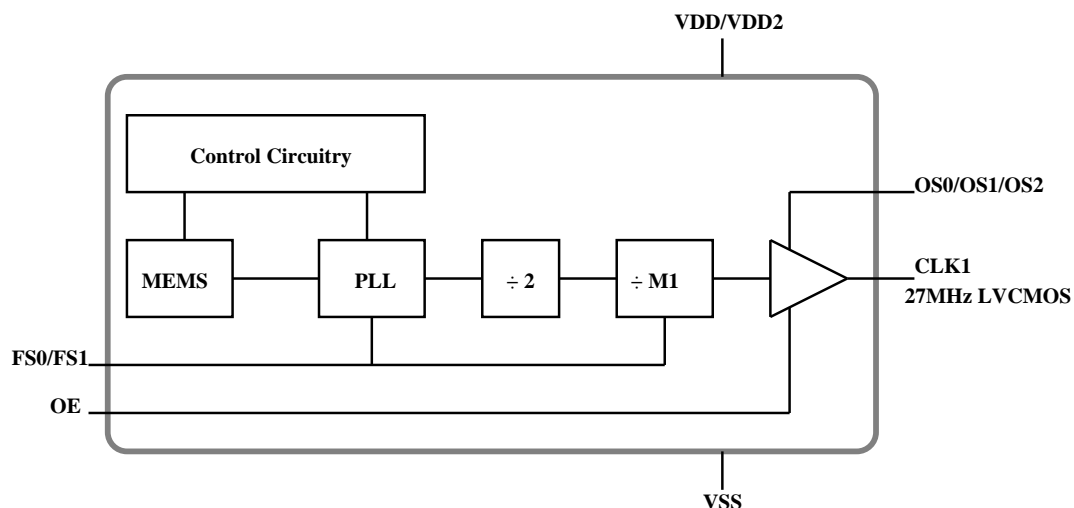 VDD/VDD2
Control Circuitry
OS0/OS1/OS2
MEMS
PLL
÷ 2
÷ M1
CLK1
27MHz LVCMOS
FS0/FS1
OE
VSS